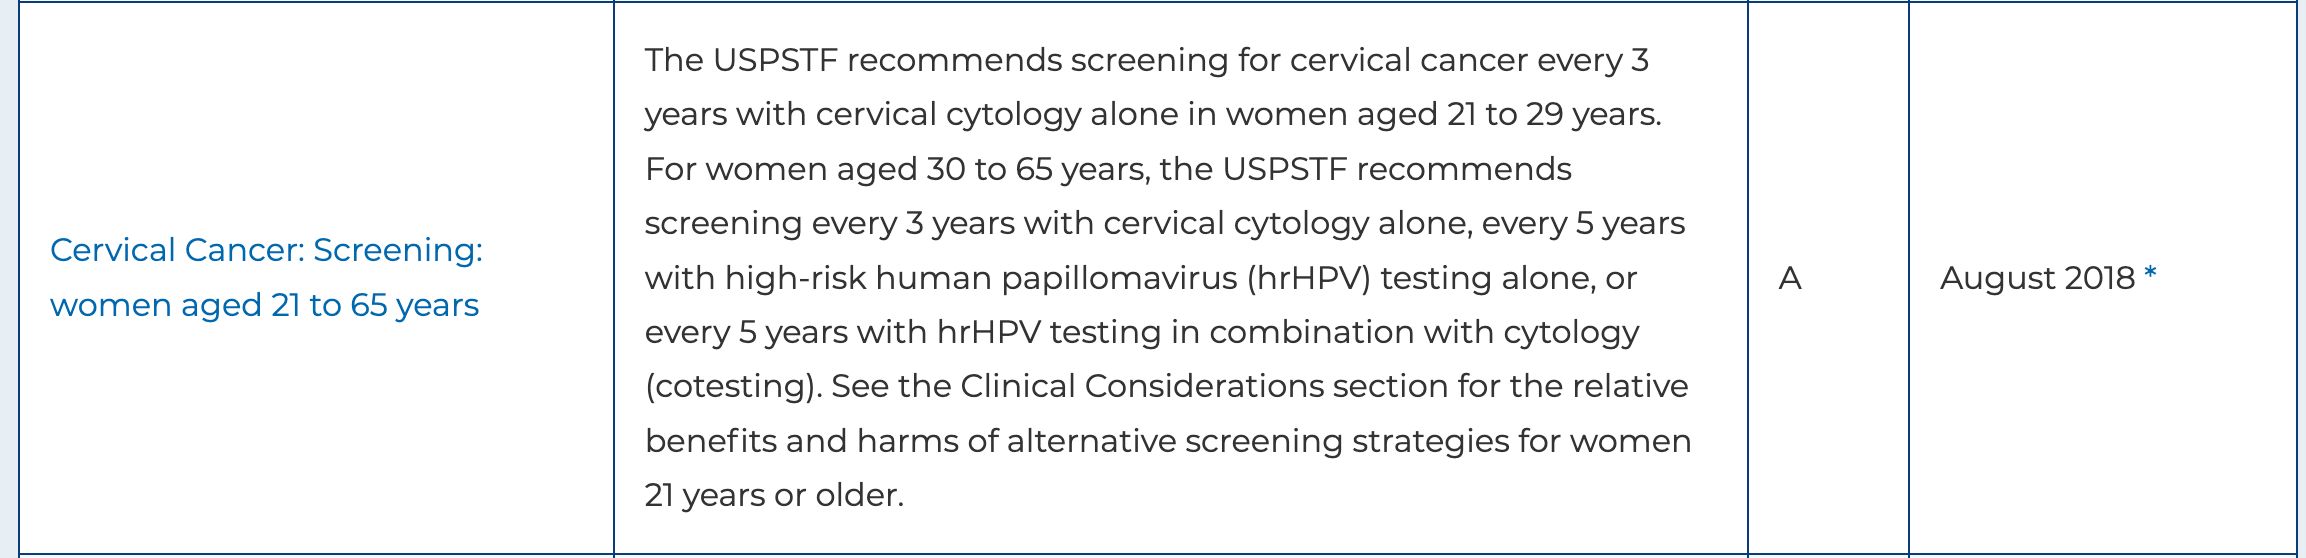 Cervical Cancer: Screening:
women aged 21 to 65 years
The USPSTF recommends screening for cervical cancer every 3
years with cervical cytology alone in women aged 21 to 29 years.
For women aged 30 to 65 years, the USPSTF recommends
screening every 3 years with cervical cytology alone, every 5 years
with high-risk human papillomavirus (hrHPV) testing alone, or
every 5 years with hrHPV testing in combination with cytology
(cotesting). See the Clinical Considerations section for the relative
benefits and harms of alternative screening strategies for women
21 years or older.
A
August 2018 *